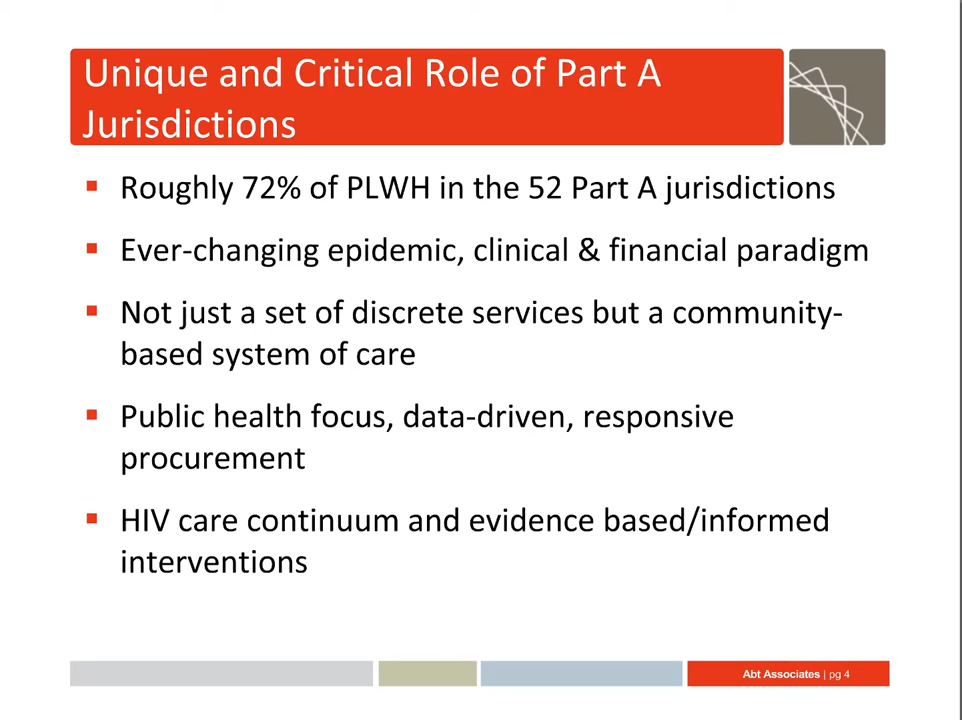 Unique and Critical Role of Part A
Jurisdictions
▪ Roughly 72% of PLWH in the 52 Part A jurisdictions
▪ Ever-changing epidemic, clinical & financial paradigm
▪ Not just a set of discrete services but a community-
based system of care
▪ Public health focus, data-driven, responsive
procurement
▪ HIV care continuum and evidence based/informed
interventions
Abt Associates | pg 4